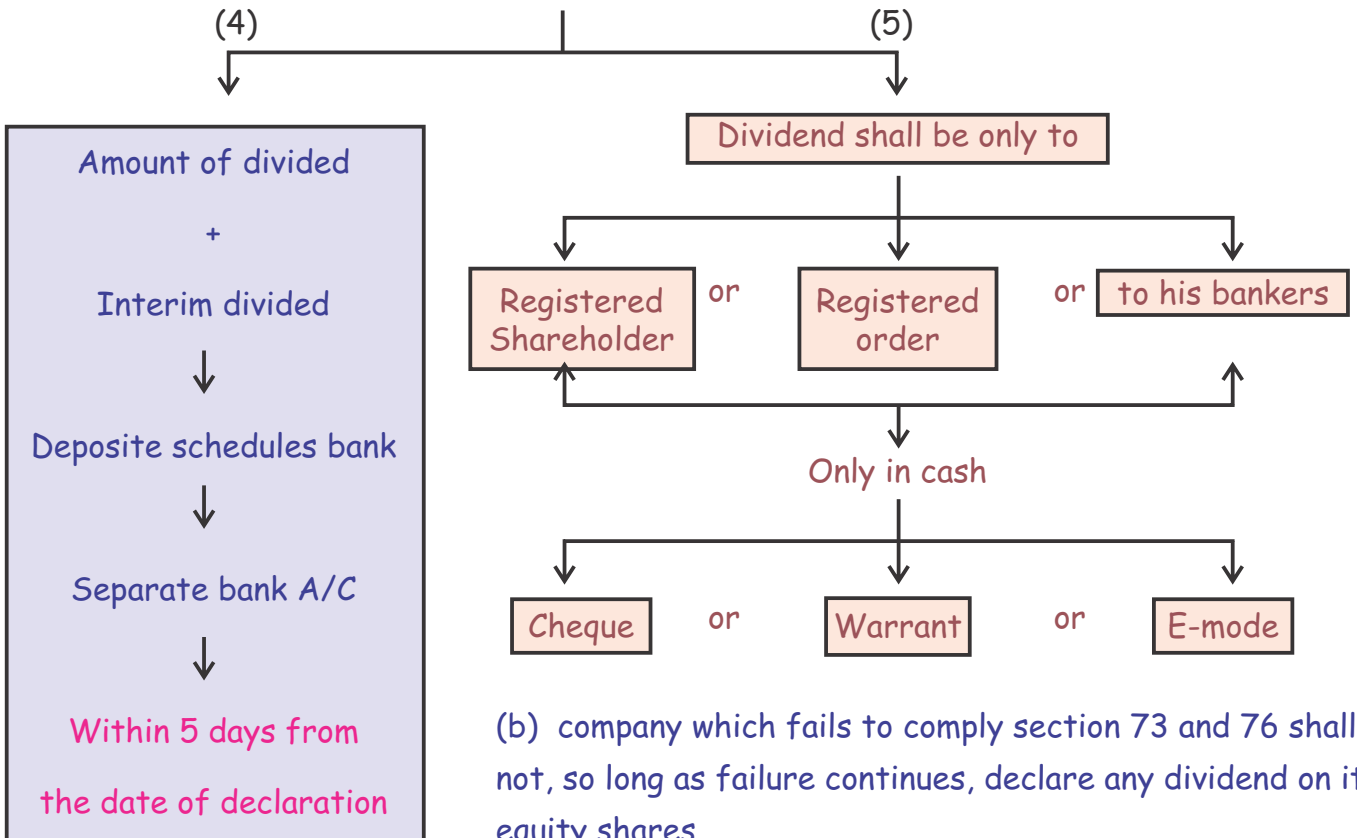 (4)
(5)
Amount of divided
+
Interim divided
Deposite schedules bank
Separate bank A/C
Within 5 days from
the date of declaration
Dividend shall be only to
Registered
Shareholder
or
Registered
order
or
to his bankers
Only in cash
Cheque
or
Warrant
or
E-mode
(b) company which fails to comply section 73 and 76 shall
not, so long as failure continues, declare any dividend on it
equity shares